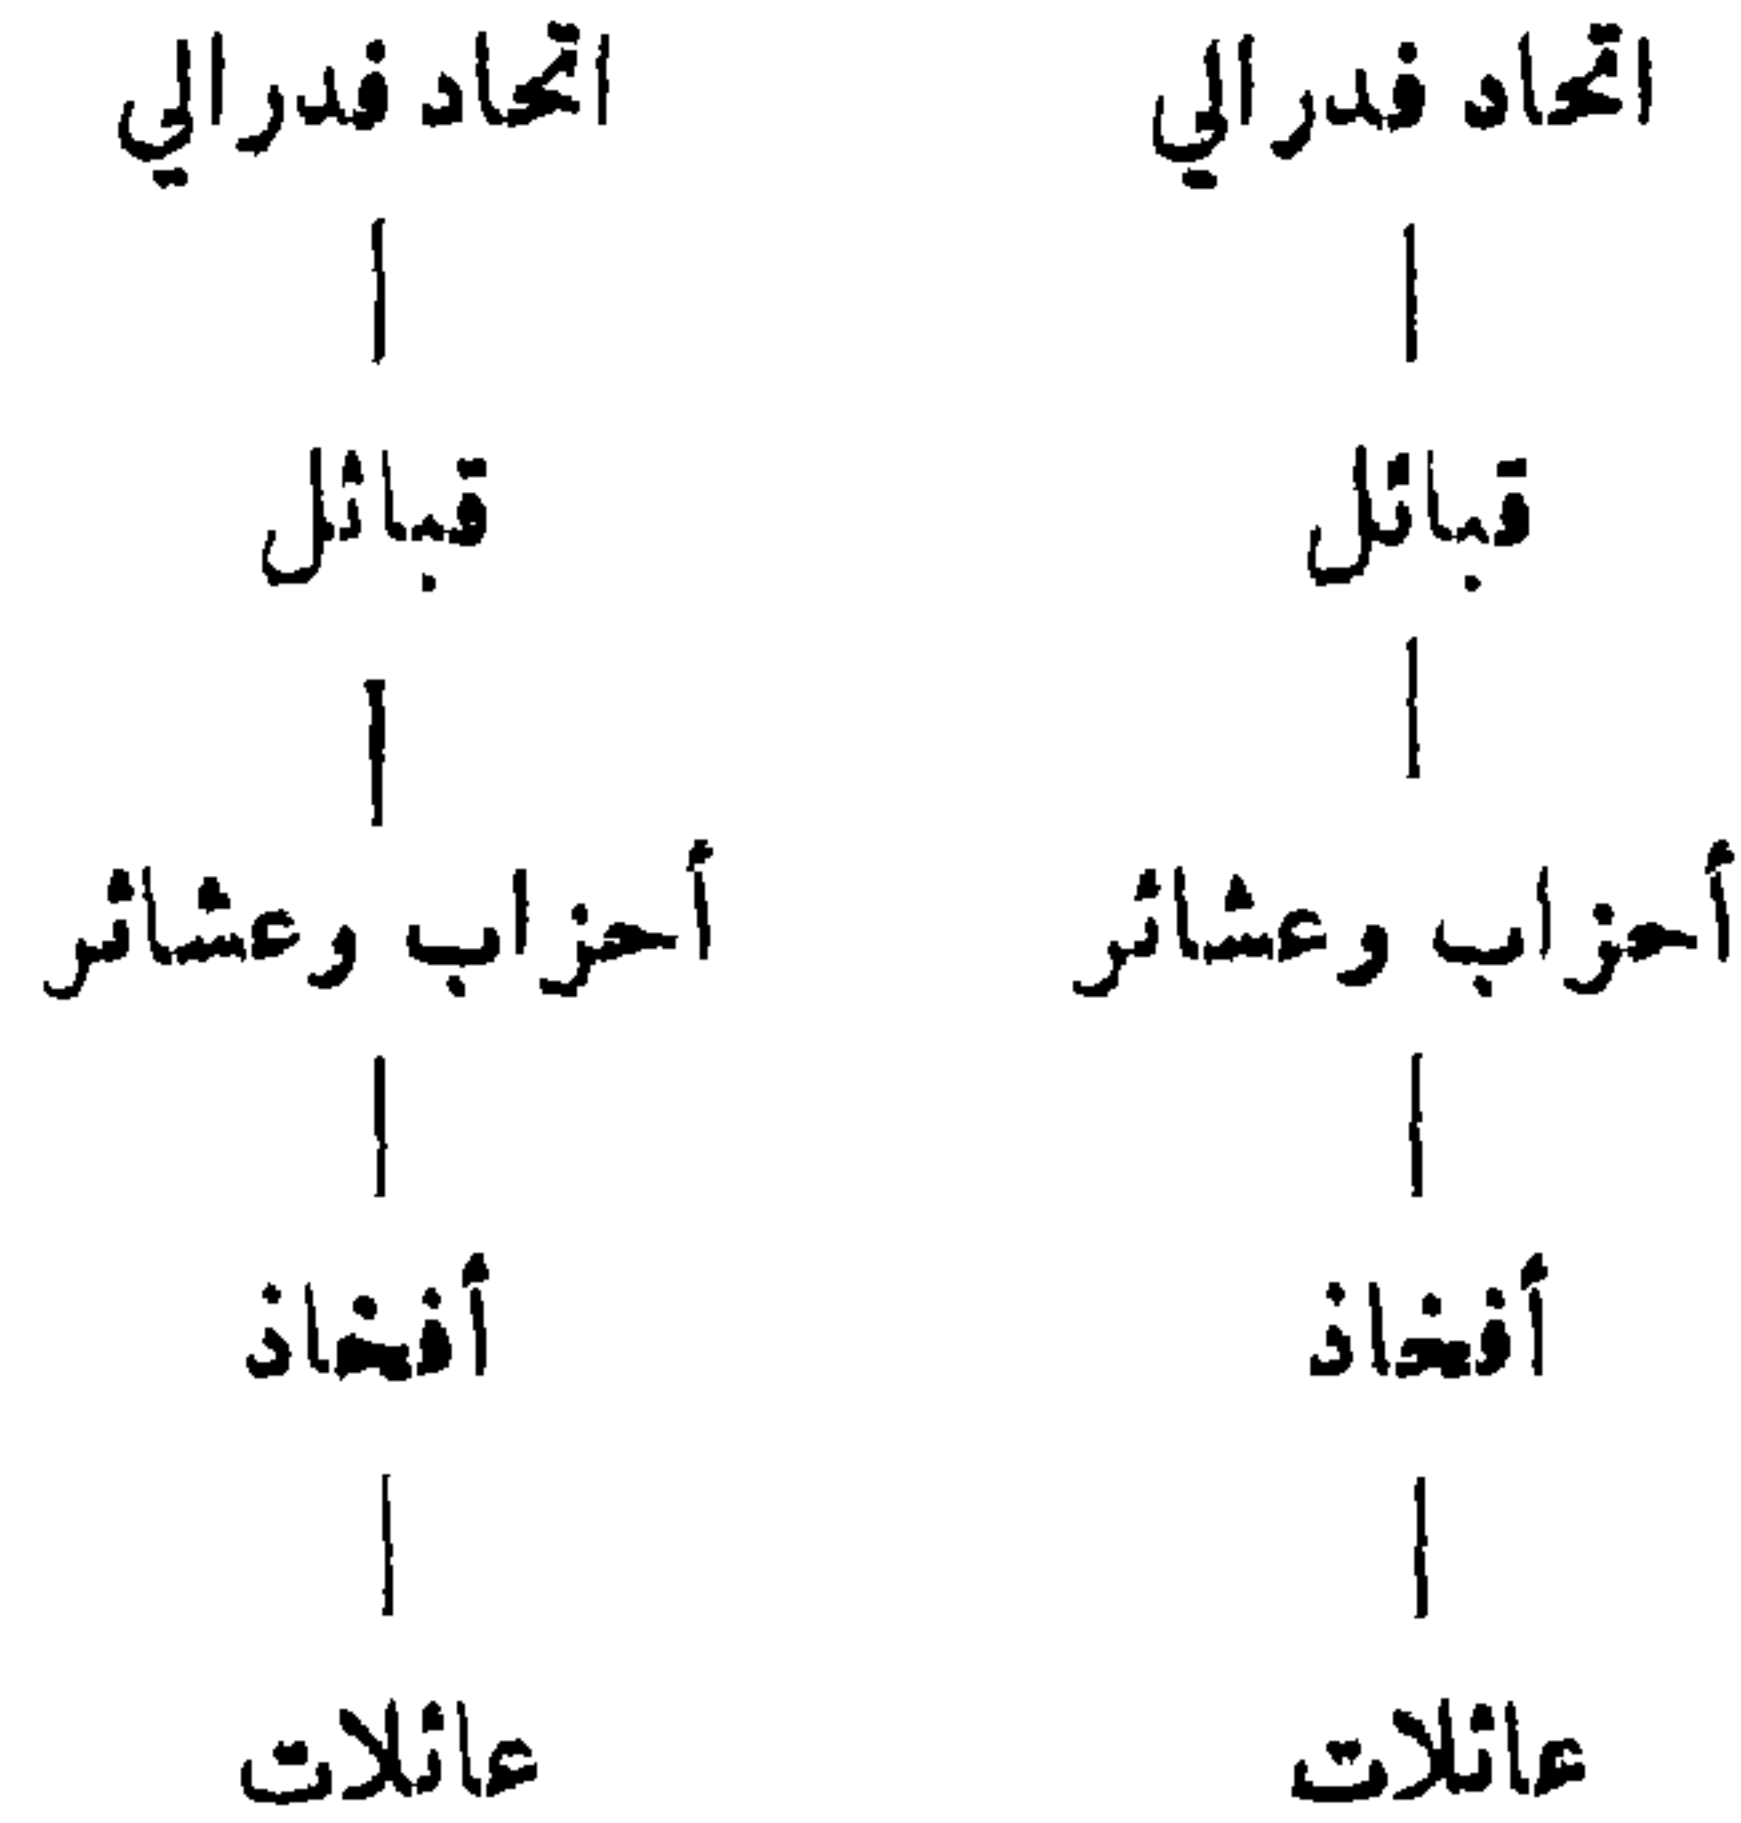 اتحاد فدرالي اتحاد فدرالي
قبائل قبائل
أحزاب وعشائر أحزاب وعشائر
أفخاذ أفخاذ
عائلات عائلات